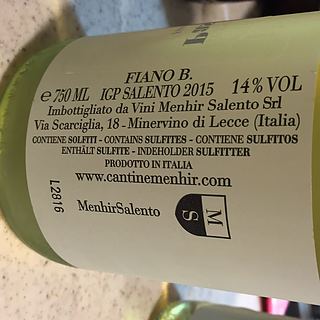 FIANO B.
℮ 750 ML IGP SALENTO 2015 14% VOL
Imbottigliato da Vini Menhir Salento Srl
Via Scarciglia, 18 - Minervino di Lecce (Italia)
CONTIENE SOLFITI - CONTAINS SULFITES - CONTIENE SULFITOS
ENTHÄLT SULFITE - INDEHOLDER SULFITTER
PRODOTTO IN ITALIA
www.cantinemenhir.com
MenhirSalento
M
S
L2816